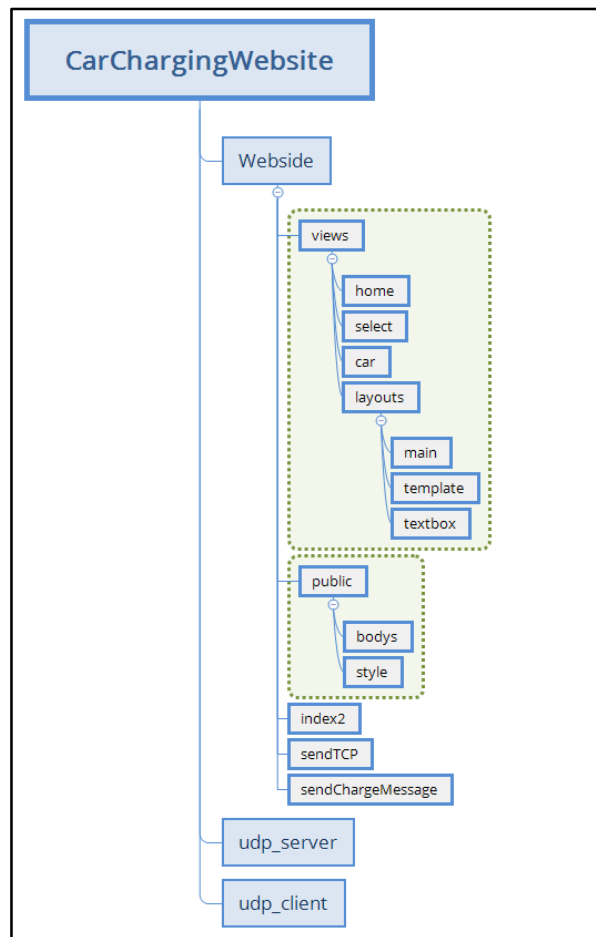 CarChargingWebsite
Webside
views
home
select
car
layouts
main
template
textbox
public
bodys
style
index2
sendTCP
sendChargeMessage
udp_server
udp_client